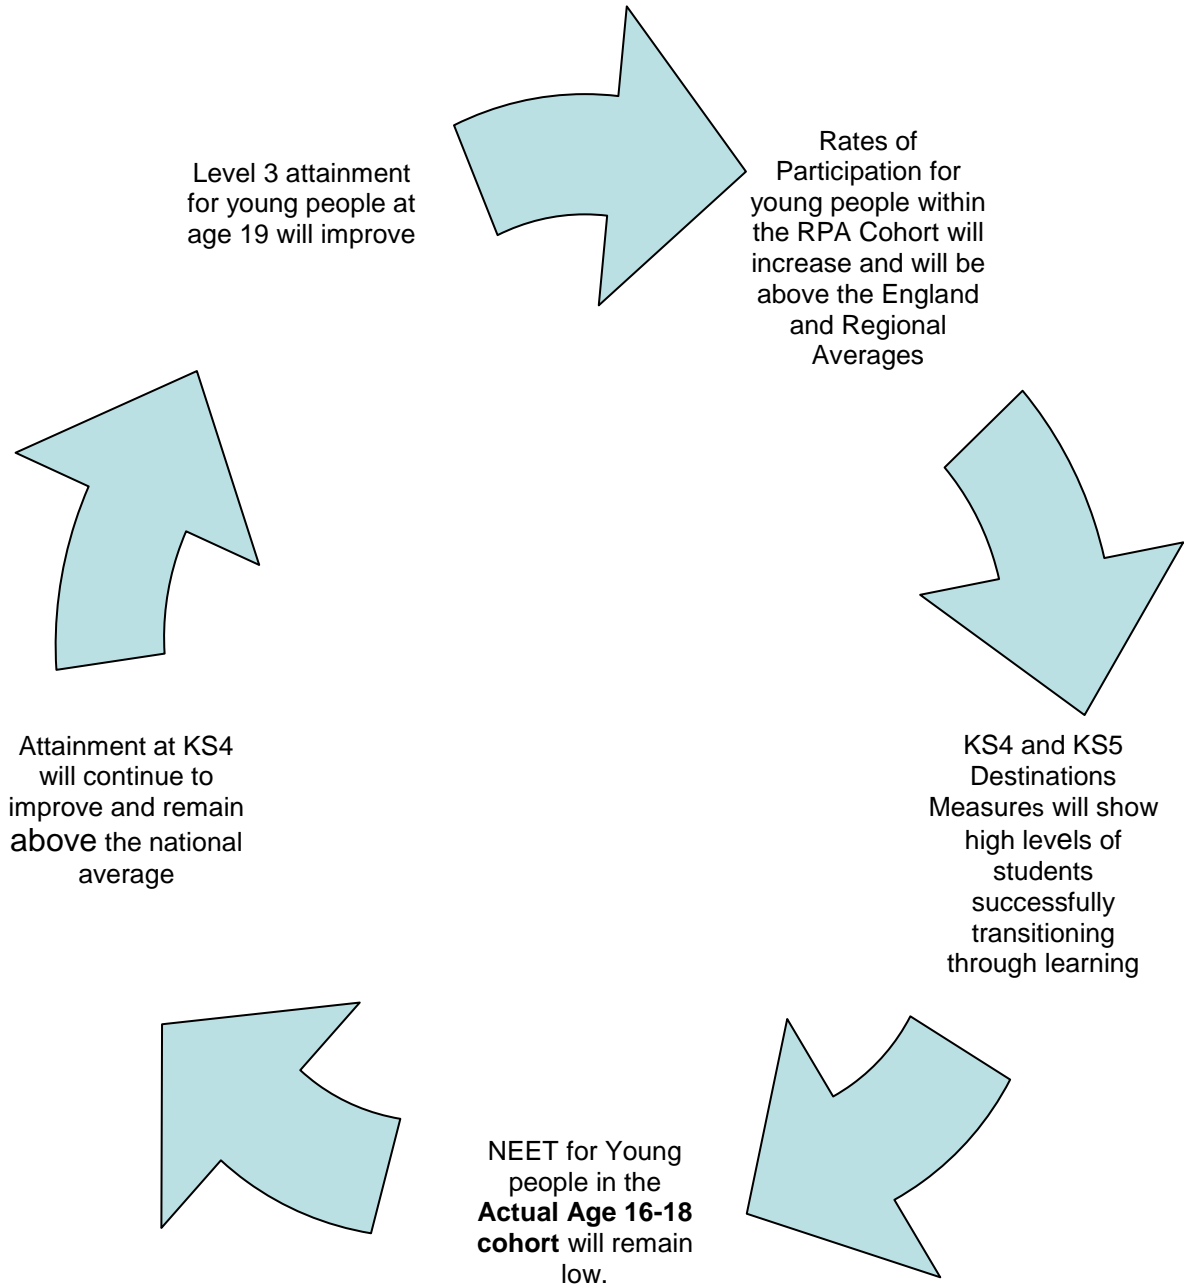 Level 3 attainment
for young people at
age 19 will improve
Rates of
Participation for
young people within
the RPA Cohort will
increase and will be
above the England
and Regional
Averages
KS4 and KS5
Destinations
Measures will show
high levels of
students
successfully
transitioning
through learning
NEET for Young
people in the
Actual Age 16-18
cohort will remain
low.
Attainment at KS4
will continue to
improve and remain
above the national
average